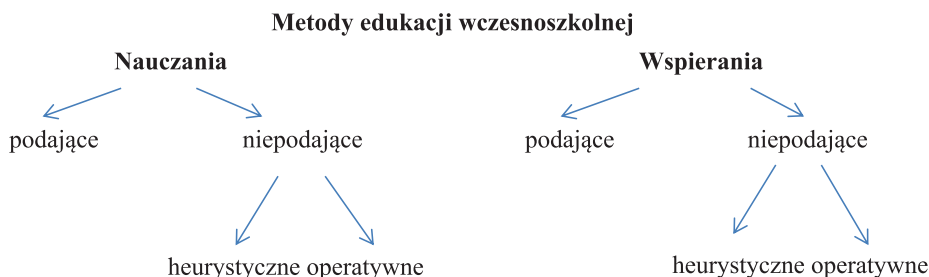 Metody edukacji wczesnoszkolnej
Nauczania Wspierania
podające niepodające podające niepodające
heurystyczne operatywne heurystyczne operatywne